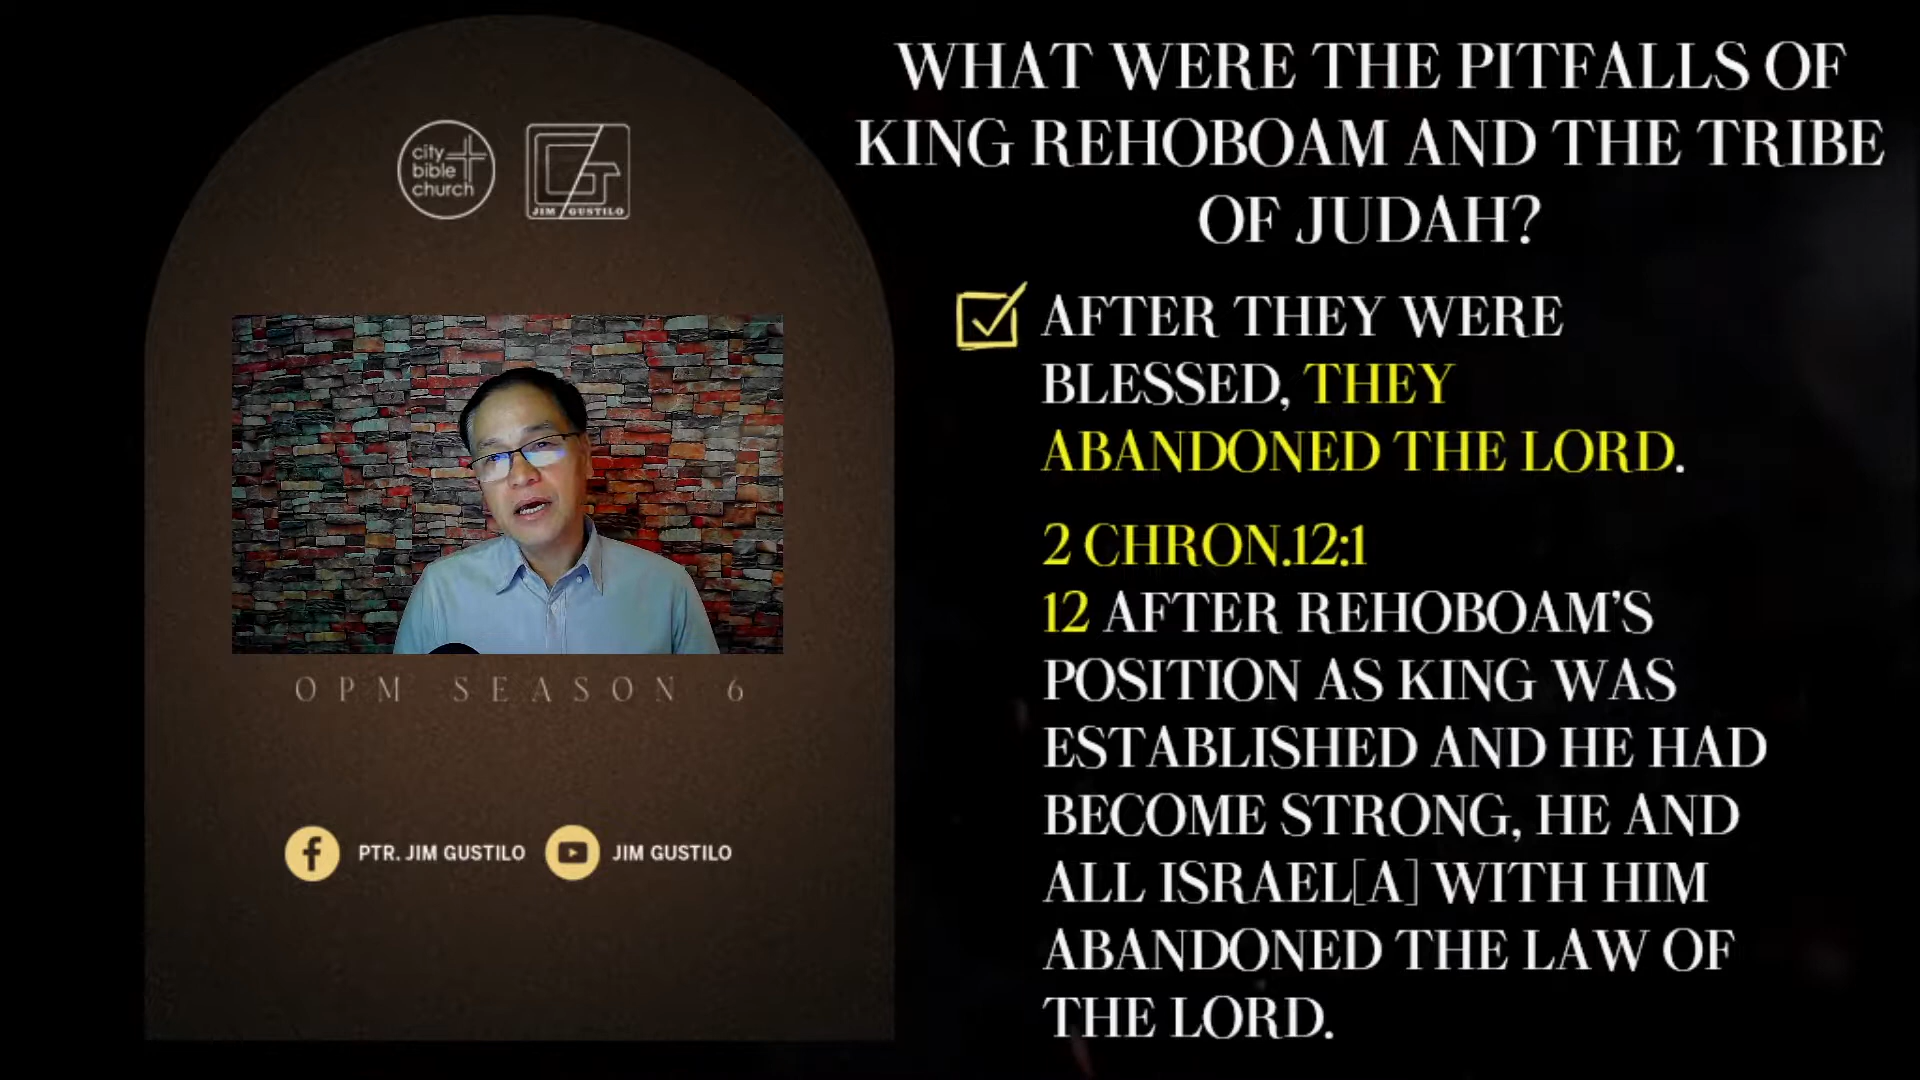 city
bible
church
JIM GUSTILO
OPM SEASON 6
PTR. JIM GUSTILO
JIM GUSTILO
WHAT WERE THE PITFALLS OF
KING REHOBOAM AND THE TRIBE
OF JUDAH?
AFTER THEY WERE
BLESSED, THEY
ABANDONED THE LORD.
2 CHRON.12:1
12 AFTER REHOBOAM'S
POSITION AS KING WAS
ESTABLISHED AND HE HAD
BECOME STRONG, HE AND
ALL ISRAEL[A] WITH HIM
ABANDONED THE LAW OF
THE LORD.